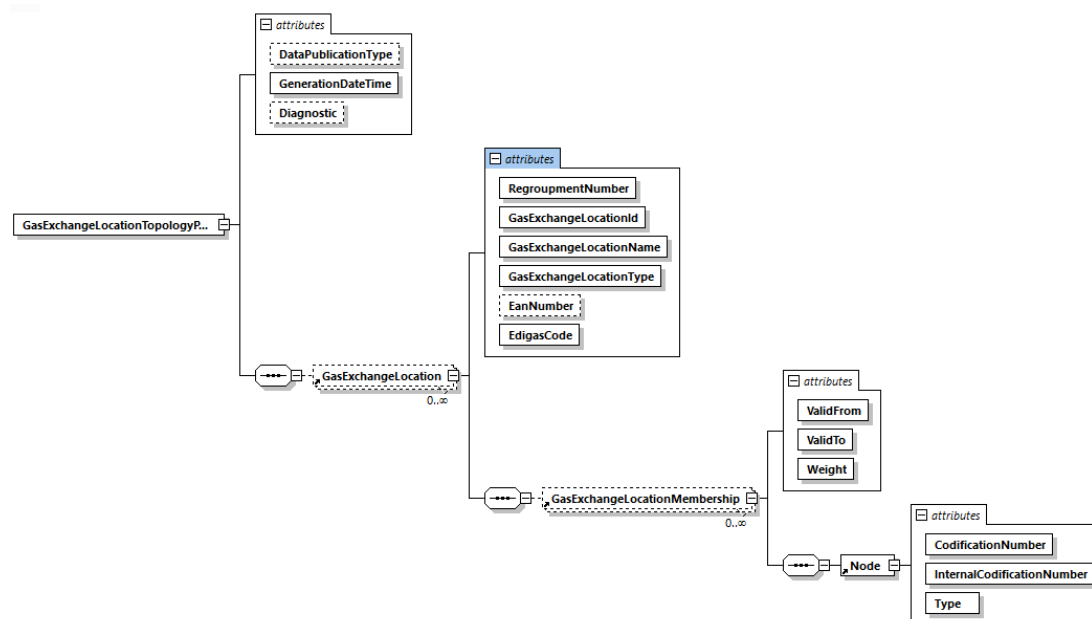 attributes
DataPublicationType
GenerationDateTime
Diagnostic
attributes
RegroupmentNumber
GasExchangeLocationId
GasExchangeLocationTopologyP...
GasExchangeLocationName
GasExchangeLocationType
EanNumber
EdigasCode
GasExchangeLocation
0..∞
attributes
ValidFrom
ValidTo
Weight
GasExchangeLocationMembership
0..∞
attributes
CodificationNumber
Node
InternalCodificationNumber
Type